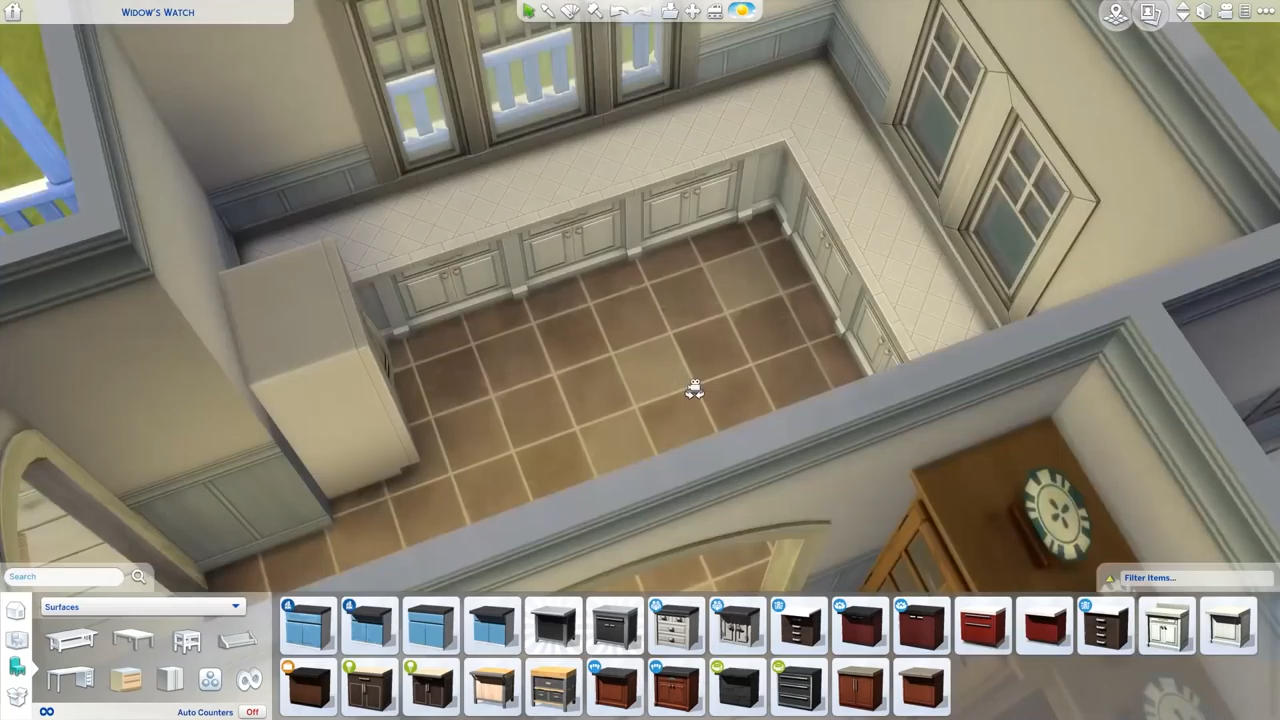 WIDOW'S WATCH
Search
Filter Items...
Surfaces
Auto Counters Off